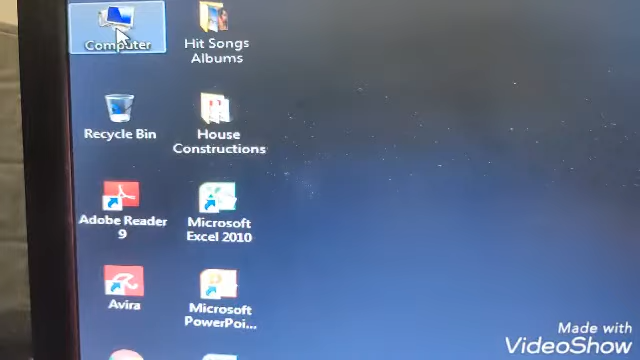 Computer
Hit Songs
Albums
Recycle Bin
House
Constructions
Adobe Reader
9
Microsoft
Excel 2010
Avira
Microsoft
PowerPoi...
Made with
VideoShow